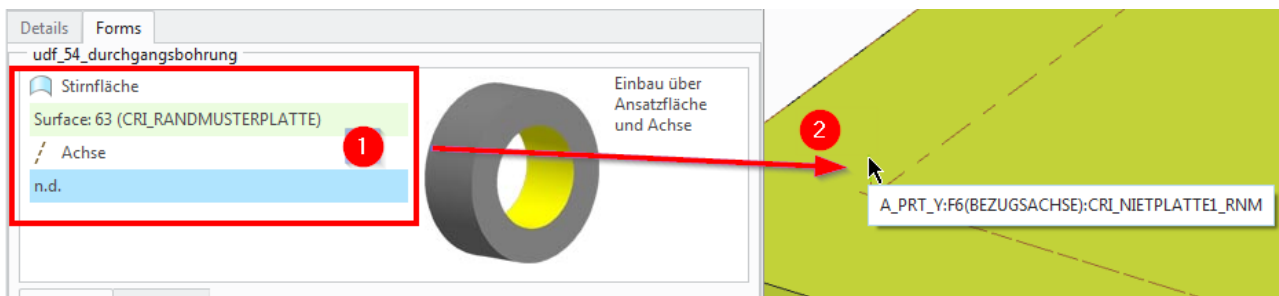 Details Forms
udf_54_durchgangsbohrung
Stirnfläche
Surface: 63 (CRI_RANDMUSTERPLATTE)
Achse
n.d.
1
Einbau über
Ansatzfläche
und Achse
2
A_PRT_Y:F6(BEZUGSACHSE):CRI_NIETPLATTE1_RNM